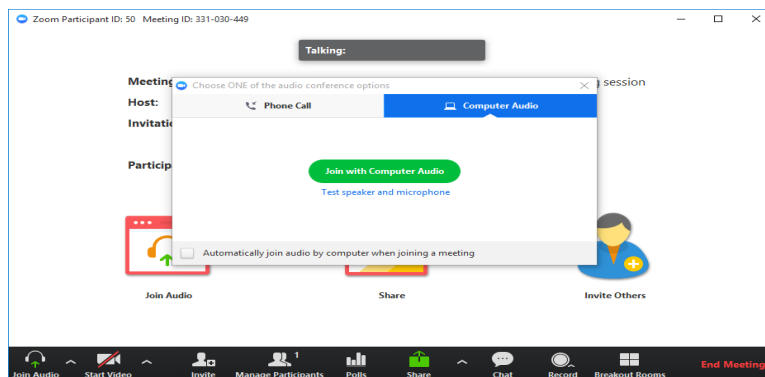 Zoom Participant ID: 50 Meeting ID: 331-030-449
Talking:
Meeting session
Choose ONE of the audio conference options
Host:
Phone Call
Computer Audio
Invitatio
Particip
Join with Computer Audio
Test speaker and microphone
Automatically join audio by computer when joining a meeting
Join Audio
Share
Invite Others
Join Audio
Start Video
Invite
Manage Participants
1
Polls
Share
Chat
Record
Breakout Rooms
End Meeting